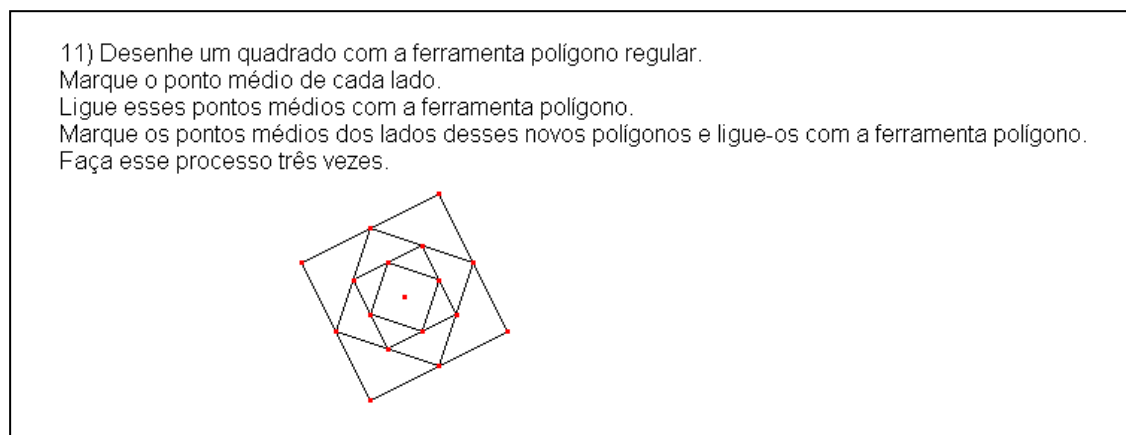 11) Desenhe um quadrado com a ferramenta polígono regular.
Marque o ponto médio de cada lado.
Ligue esses pontos médios com a ferramenta polígono.
Marque os pontos médios dos lados desses novos polígonos e ligue-os com a ferramenta polígono.
Faça esse processo três vezes.